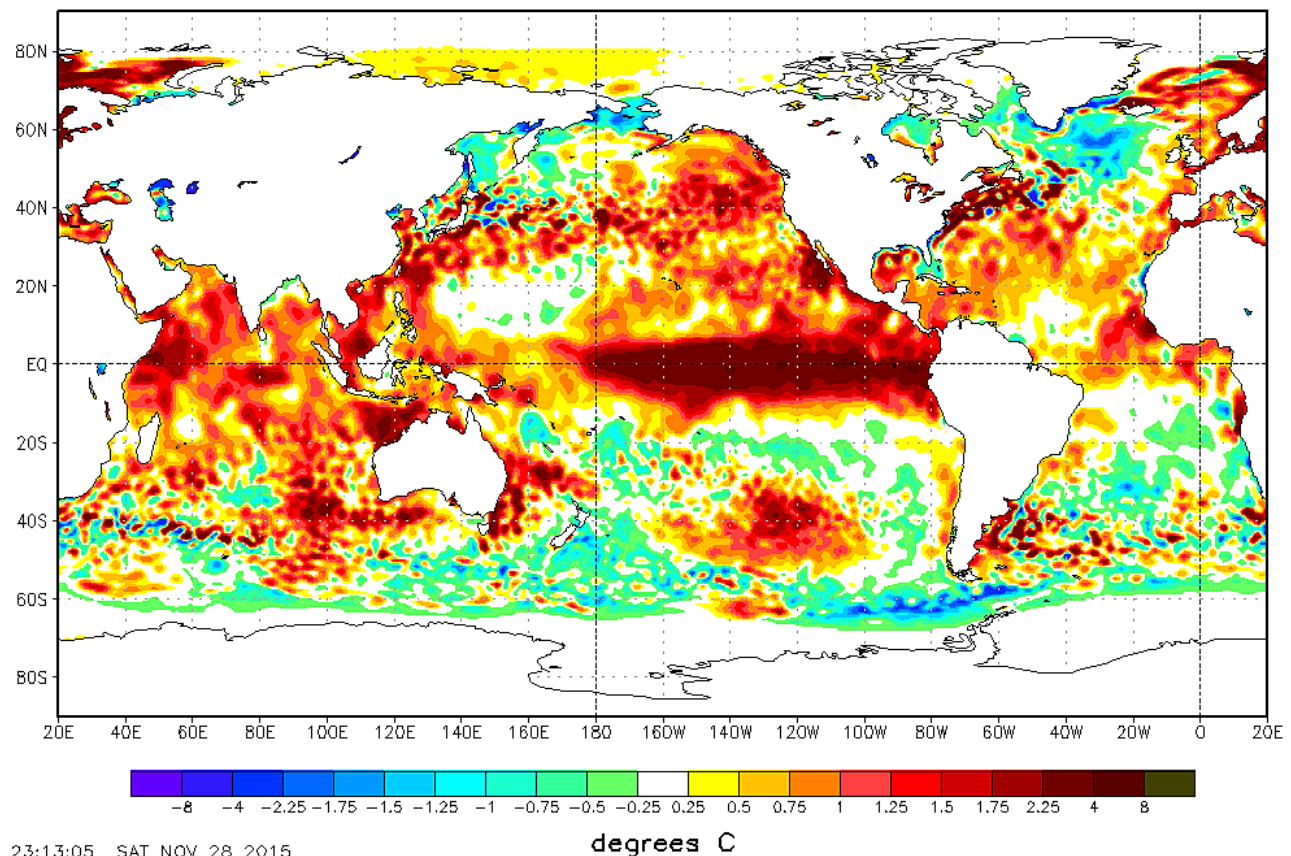 80N
60N
40N
20N
EQ
20S
40S
60S
80S
20E 40E 60E 80E 100E 120E 140E 160E 180 160W 140W 120W 100W 80W 60W 40W 20W 0 20E
-8 -4 -2.25 -1.75 -1.5 -1.25 -1 -0.75 -0.5 -0.25 0.25 0.5 0.75 1 1.25 1.5 1.75 2.25 4 8
degrees C
23:13:05 SAT NOV 28 2015